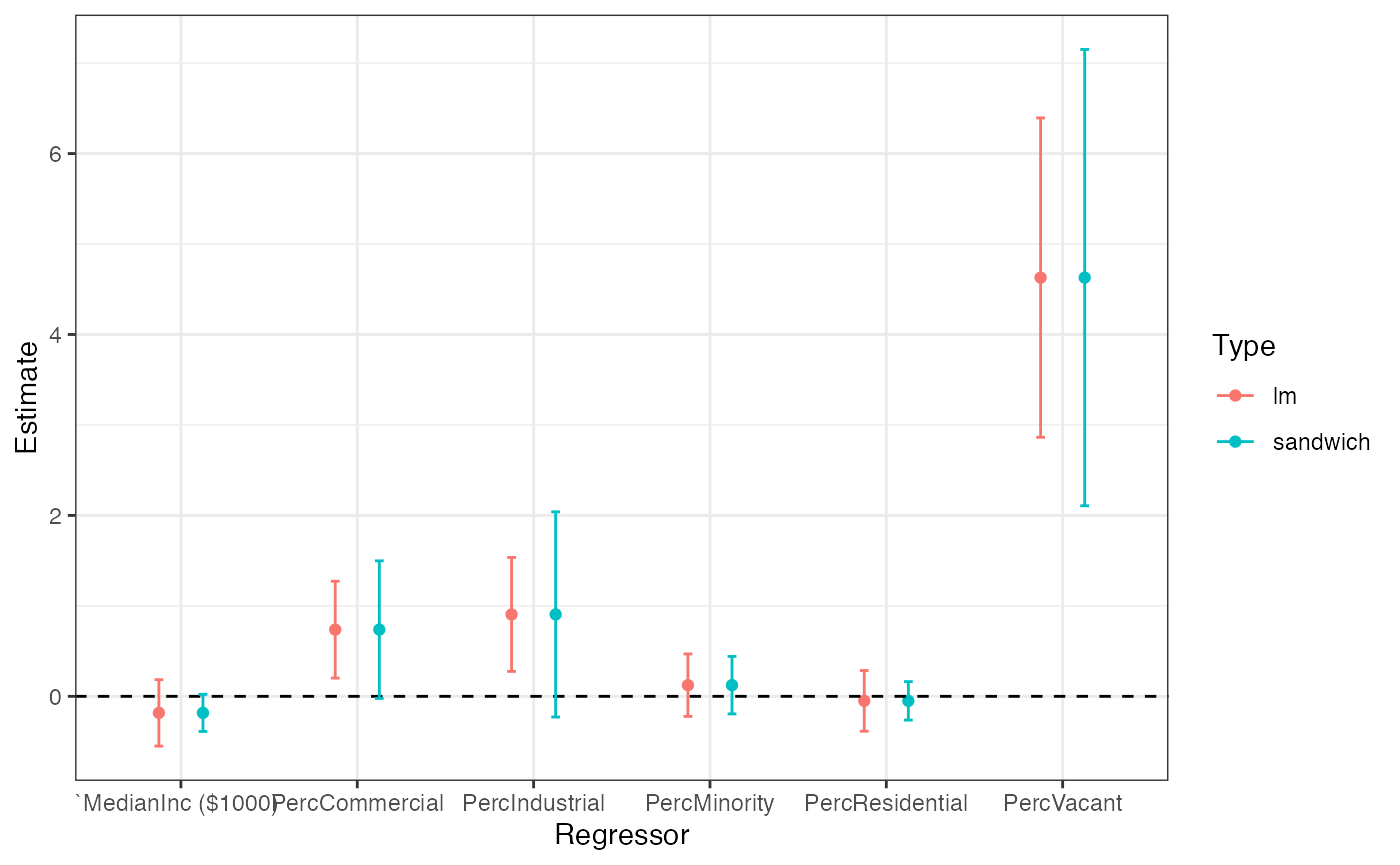 6
4
2
0
Estimate
`MedianInc ($1000)
PercCommercial
PercIndustrial
PercMinority
PercResidential
PercVacant
Regressor
Type
lm
sandwich